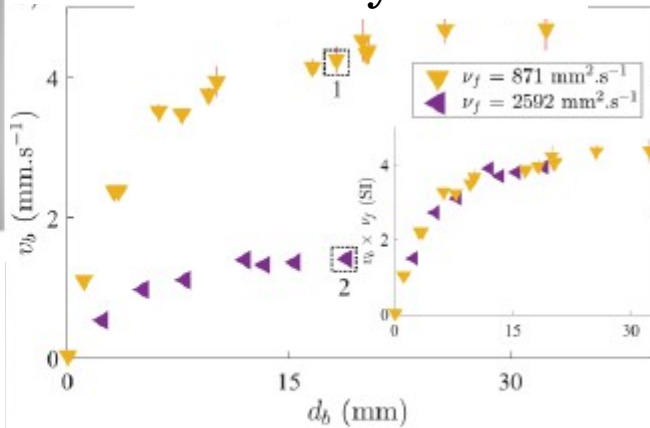 4
2
0
0
15
30
v_b (mm.s⁻¹)
d_b (mm)
1
2
ν_f = 871 mm².s⁻¹
ν_f = 2592 mm².s⁻¹
4
2
0
0
15
30
v_b × ν_f (SI)